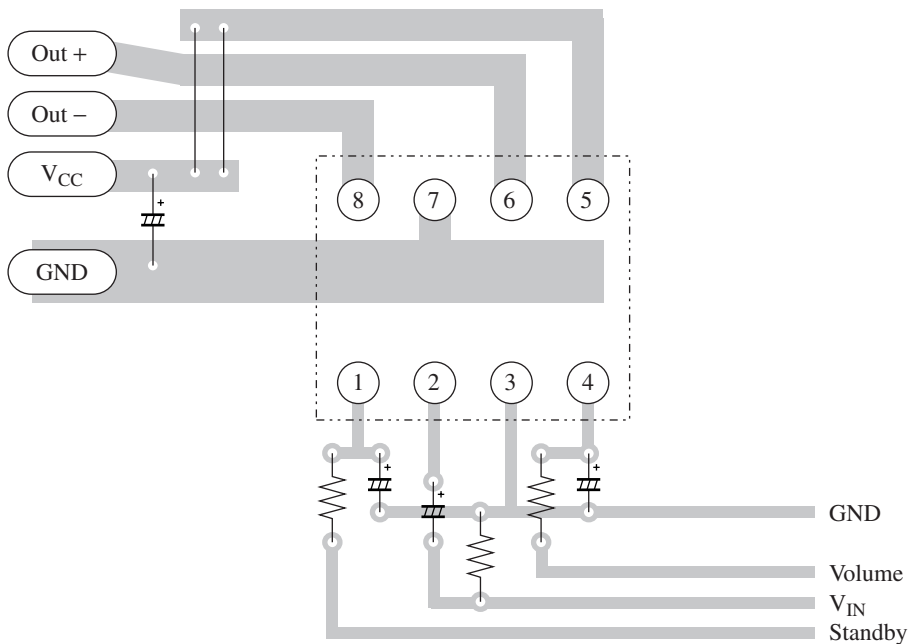 Out +
Out −
VCC
8 7 6 5
+
GND
1 2 3 4
+ + +
GND
Volume
VIN
Standby